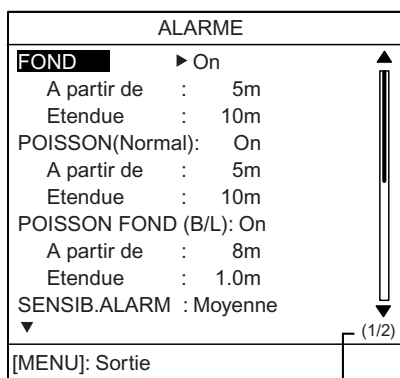 ALARME
FOND ▶ On
A partir de : 5m
Etendue : 10m
POISSON(Normal): On
A partir de : 5m
Etendue : 10m
POISSON FOND (B/L): On
A partir de : 8m
Etendue : 1.0m
SENSIB.ALARM : Moyenne
▼
(1/2)
[MENU]: Sortie